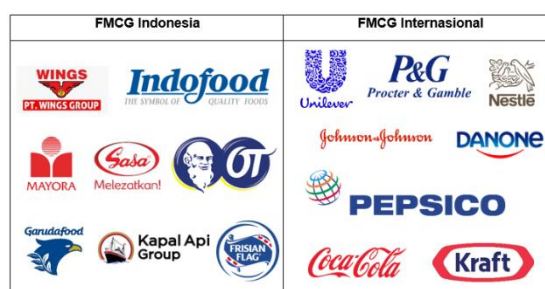 FMCG Indonesia
FMCG Internasional
WINGS
PT. WINGS GROUP
Indofood
THE SYMBOL OF QUALITY FOODS
MAYORA
Sasa
Melezatkan!
OT
Garudafood
Kapal Api
Group
FRISIAN
FLAG
Unilever
P&G
Procter & Gamble
Nestlé
Johnson&Johnson
DANONE
PEPSICO
Coca-Cola
Kraft